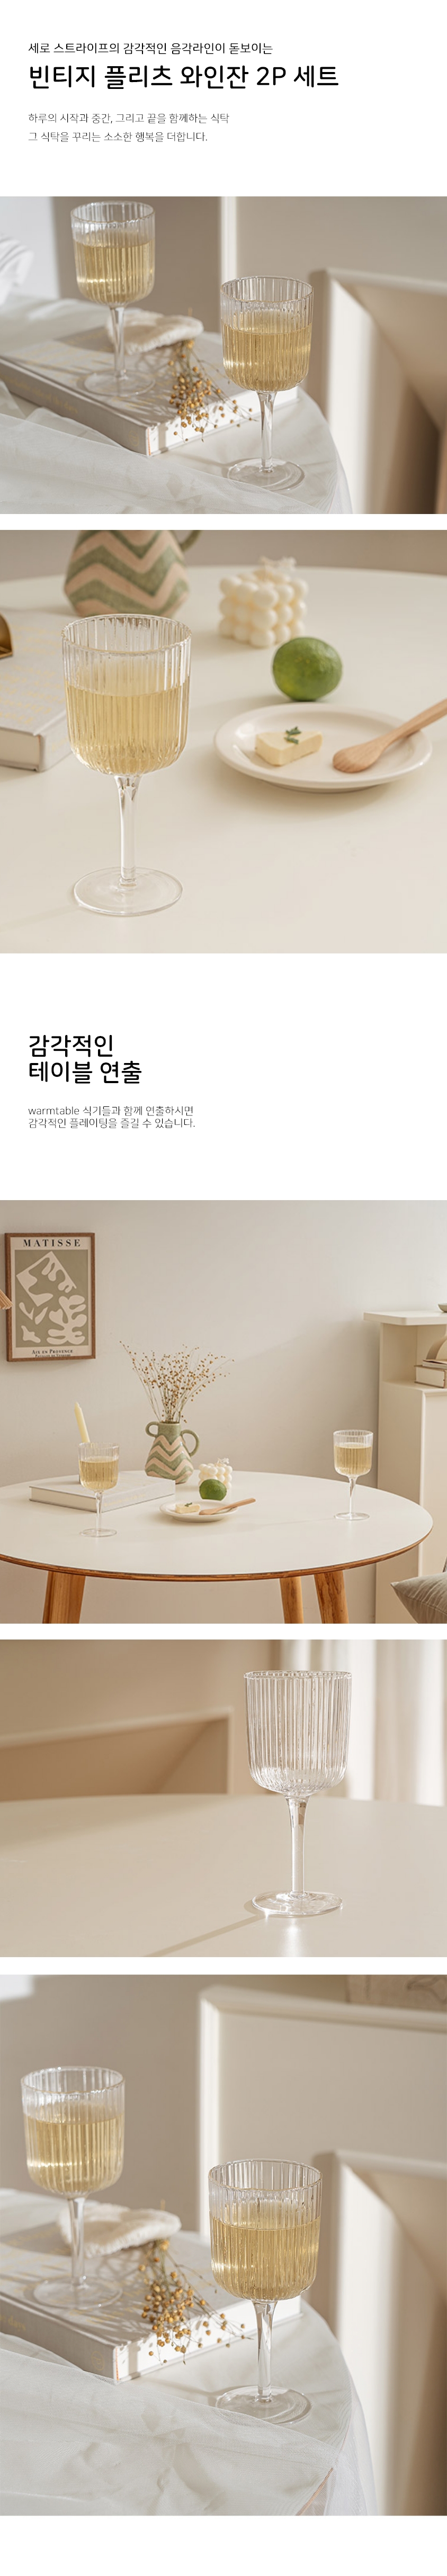 세로 스트라이프의 감각적인 음각라인이 돋보이는
빈티지 플리츠 와인잔 2P 세트
하루의 시작과 중간, 그리고 끝을 함께하는 식탁
그 식탁을 꾸리는 소소한 행복을 더합니다.
감각적인
테이블 연출
warmtable 식기들과 함께 연출하시면
감각적인 플레이팅을 즐길 수 있습니다.
MATISSE
Aix en Provence